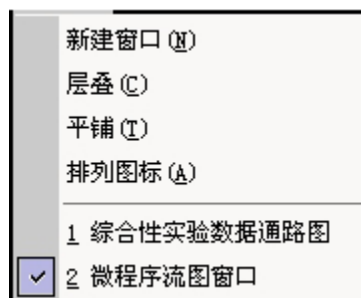 新建窗口(N)
层叠(C)
平铺(T)
排列图标(A)
1 综合性实验数据通路图
2 微程序流图窗口